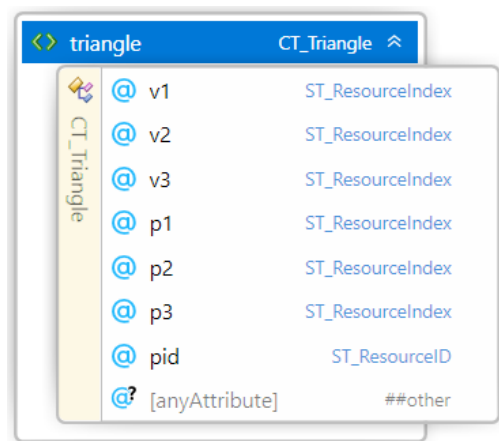 triangle CT_Triangle
CT_Triangle
@ v1 ST_ResourceIndex
@ v2 ST_ResourceIndex
@ v3 ST_ResourceIndex
@ p1 ST_ResourceIndex
@ p2 ST_ResourceIndex
@ p3 ST_ResourceIndex
@ pid ST_ResourceID
@? [anyAttribute] ##other